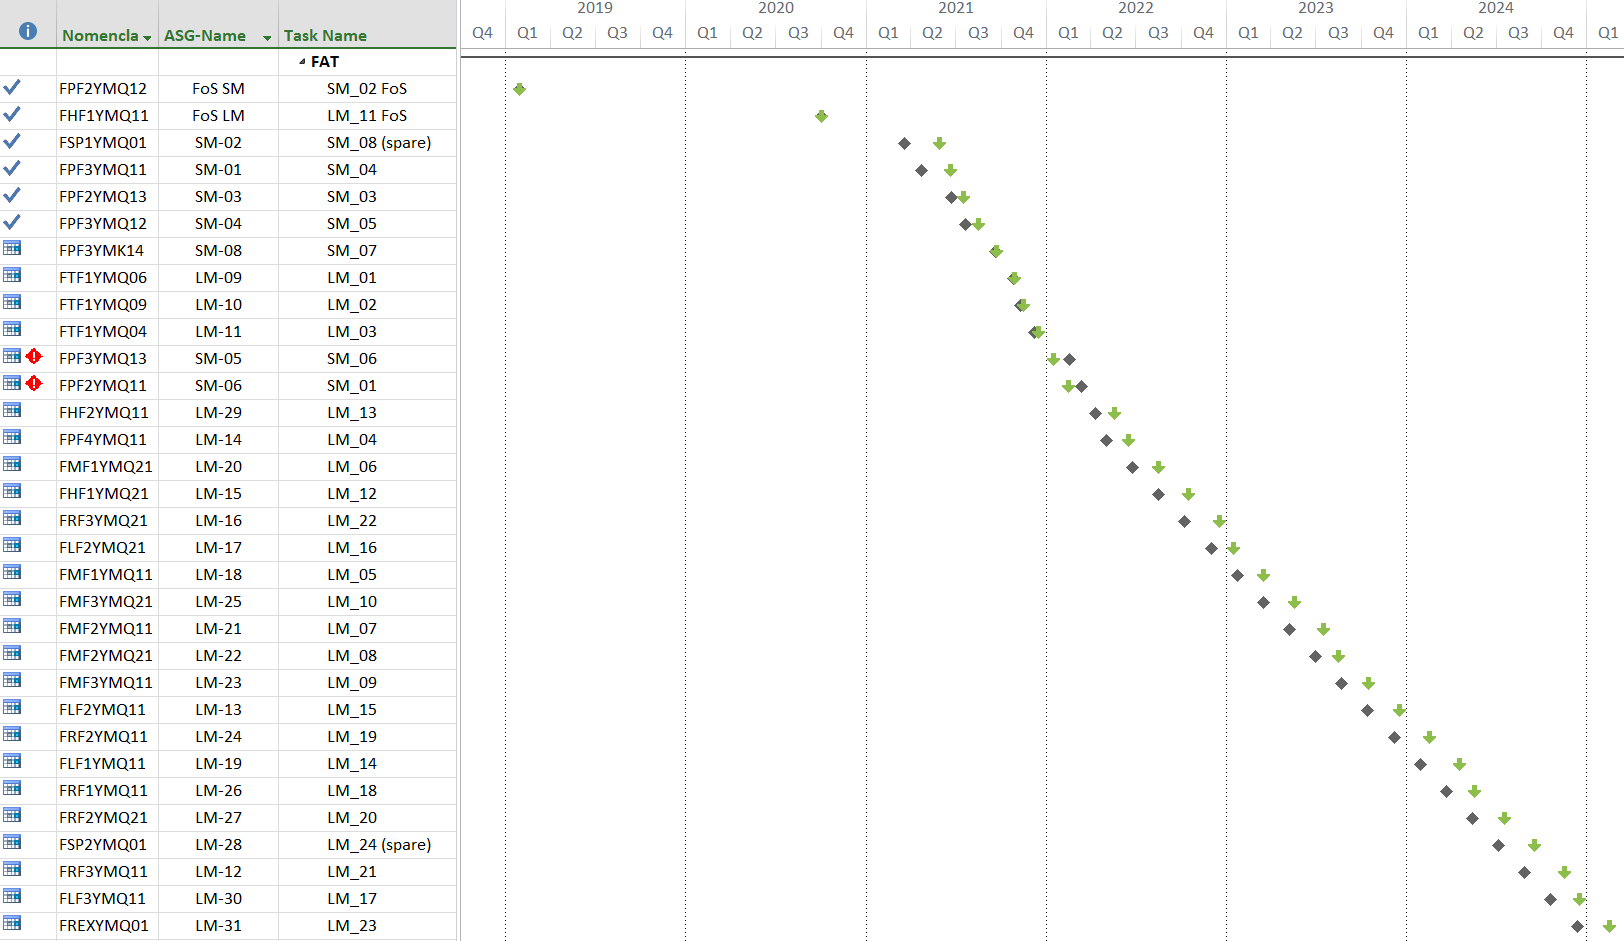 2019 2020 2021 2022 2023 2024
Nomencla ASG-Name Task Name Q4 Q1 Q2 Q3 Q4 Q1 Q2 Q3 Q4 Q1 Q2 Q3 Q4 Q1 Q2 Q3 Q4 Q1 Q2 Q3 Q4 Q1 Q2 Q3 Q4 Q1
FAT
FPF2YMQ12 FoS SM SM_02 FoS
FHF1YMQ11 FoS LM LM_11 FoS
FSP1YMQ01 SM-02 SM_08 (spare)
FPF3YMQ11 SM-01 SM_04
FPF2YMQ13 SM-03 SM_03
FPF3YMQ12 SM-04 SM_05
FPF3YMK14 SM-08 SM_07
FTF1YMQ06 LM-09 LM_01
FTF1YMQ09 LM-10 LM_02
FTF1YMQ04 LM-11 LM_03
FPF3YMQ13 SM-05 SM_06
FPF2YMQ11 SM-06 SM_01
FHF2YMQ11 LM-29 LM_13
FPF4YMQ11 LM-14 LM_04
FMF1YMQ21 LM-20 LM_06
FHF1YMQ21 LM-15 LM_12
FRF3YMQ21 LM-16 LM_22
FLF2YMQ21 LM-17 LM_16
FMF1YMQ11 LM-18 LM_05
FMF3YMQ21 LM-25 LM_10
FMF2YMQ11 LM-21 LM_07
FMF2YMQ21 LM-22 LM_08
FMF3YMQ11 LM-23 LM_09
FLF2YMQ11 LM-13 LM_15
FRF2YMQ11 LM-24 LM_19
FLF1YMQ11 LM-19 LM_14
FRF1YMQ11 LM-26 LM_18
FRF2YMQ21 LM-27 LM_20
FSP2YMQ01 LM-28 LM_24 (spare)
FRF3YMQ11 LM-12 LM_21
FLF3YMQ11 LM-30 LM_17
FREXYMQ01 LM-31 LM_23